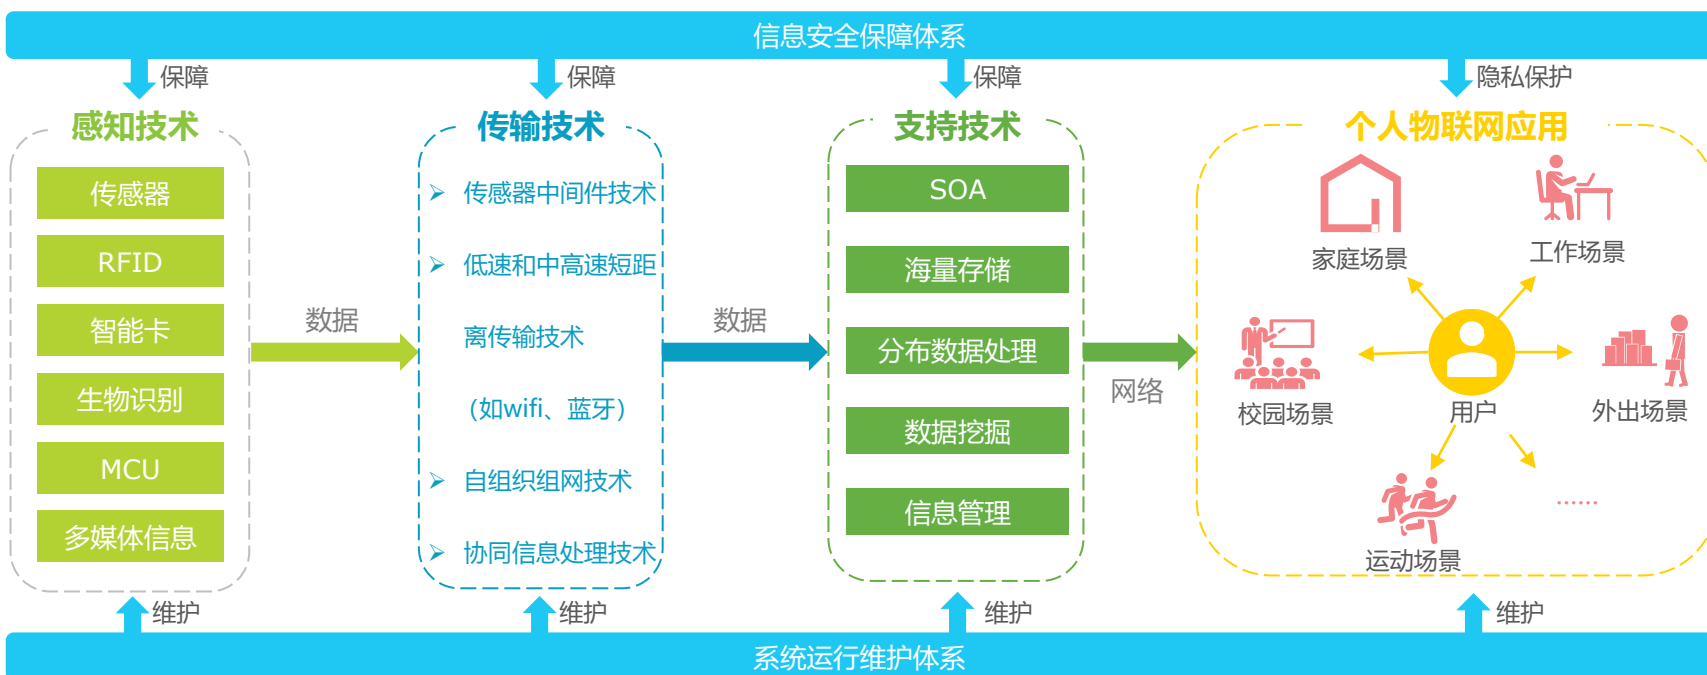 信息安全保障体系
保障
保障
保障
隐私保护
感知技术
传感器
RFID
智能卡
生物识别
MCU
多媒体信息
数据
传输技术
传感器中间件技术
低速和中高速短距
离传输技术
（如wifi、蓝牙）
自组织组网技术
协同信息处理技术
数据
支持技术
SOA
海量存储
分布数据处理
数据挖掘
信息管理
网络
个人物联网应用
家庭场景
工作场景
校园场景
用户
外出场景
运动场景
......
维护
维护
维护
维护
系统运行维护体系